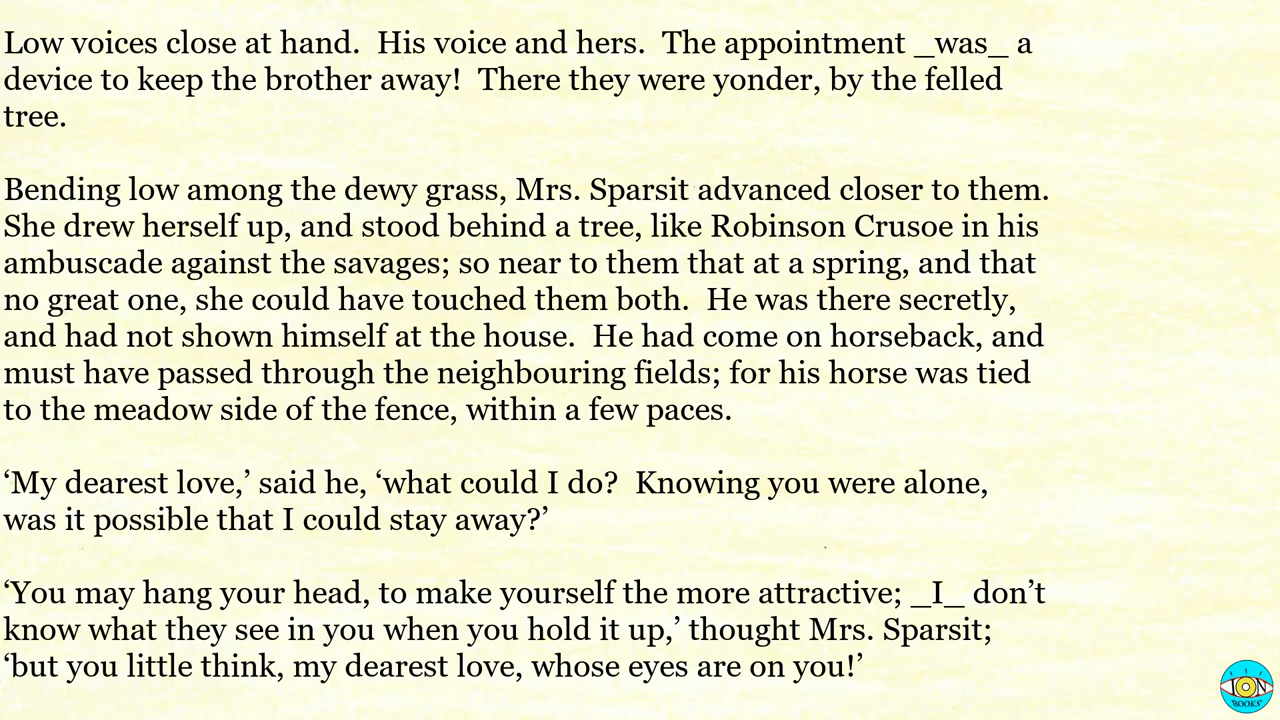 Low voices close at hand.  His voice and hers.  The appointment _was_ a
device to keep the brother away!  There they were yonder, by the felled
tree.
Bending low among the dewy grass, Mrs. Sparsit advanced closer to them.
She drew herself up, and stood behind a tree, like Robinson Crusoe in his
ambuscade against the savages; so near to them that at a spring, and that
no great one, she could have touched them both.  He was there secretly,
and had not shown himself at the house.  He had come on horseback, and
must have passed through the neighbouring fields; for his horse was tied
to the meadow side of the fence, within a few paces.
‘My dearest love,’ said he, ‘what could I do?  Knowing you were alone,
was it possible that I could stay away?’
‘You may hang your head, to make yourself the more attractive; _I_ don’t
know what they see in you when you hold it up,’ thought Mrs. Sparsit;
‘but you little think, my dearest love, whose eyes are on you!’
ION
BOOKS